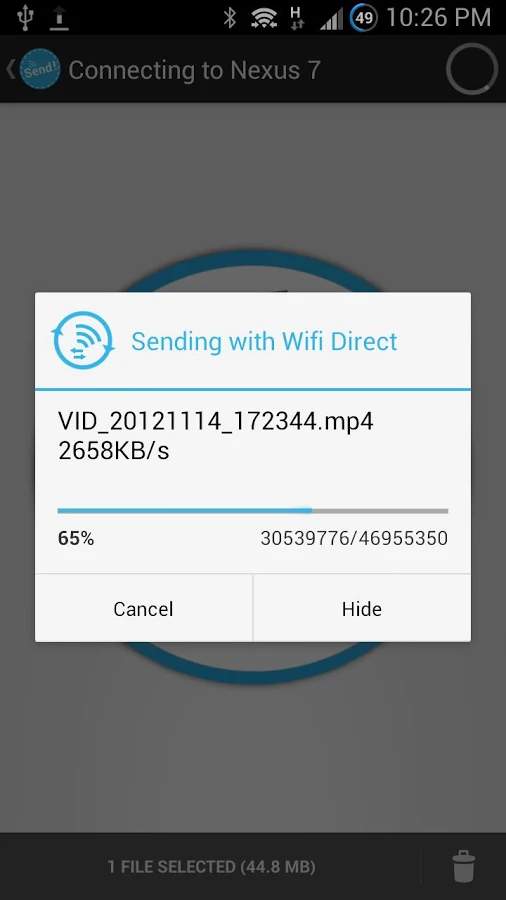 H 49 10:26 PM
Send! Connecting to Nexus 7
Sending with Wifi Direct
VID_20121114_172344.mp4
2658KB/s
65% 30539776/46955350
Cancel Hide
1 FILE SELECTED (44.8 MB)